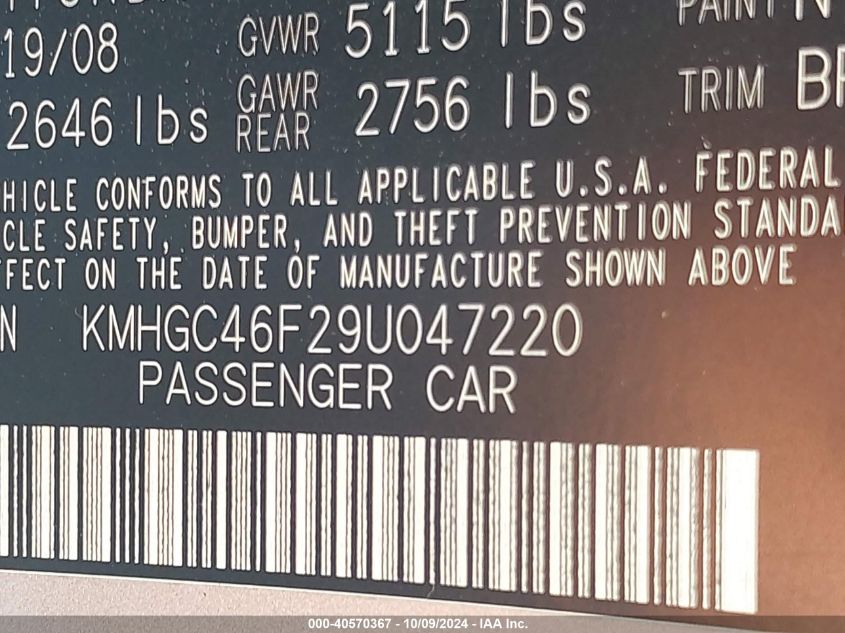 19/08 GVWR 5115 lbs PAINT N
2646 lbs GAWR REAR 2756 lbs TRIM
HICLE CONFORMS TO ALL APPLICABLE U.S.A. FEDERAL
CLE SAFETY, BUMPER, AND THEFT PREVENTION STANDA
FFECT ON THE DATE OF MANUFACTURE SHOWN ABOVE
N KMHGC46F29U047220
PASSENGER CAR
000-40570367 - 10/09/2024 - IAA Inc.